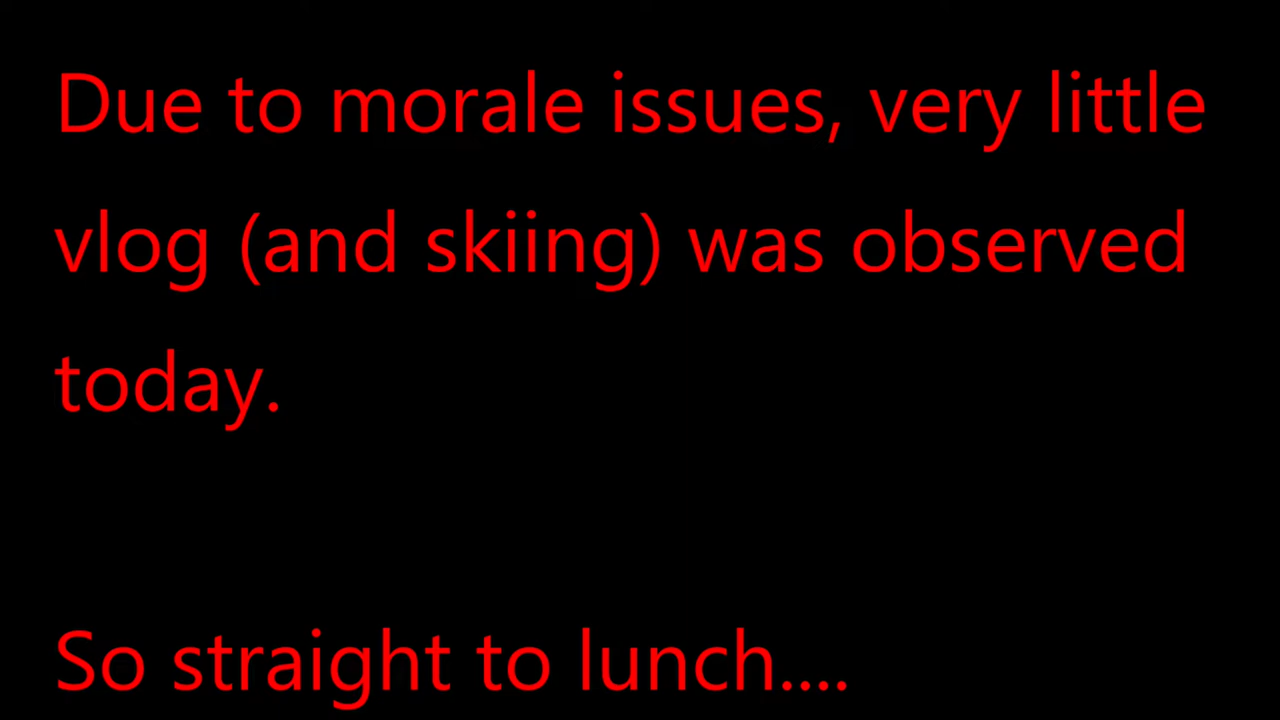 Due to morale issues, very little
vlog (and skiing) was observed
today.
So straight to lunch....